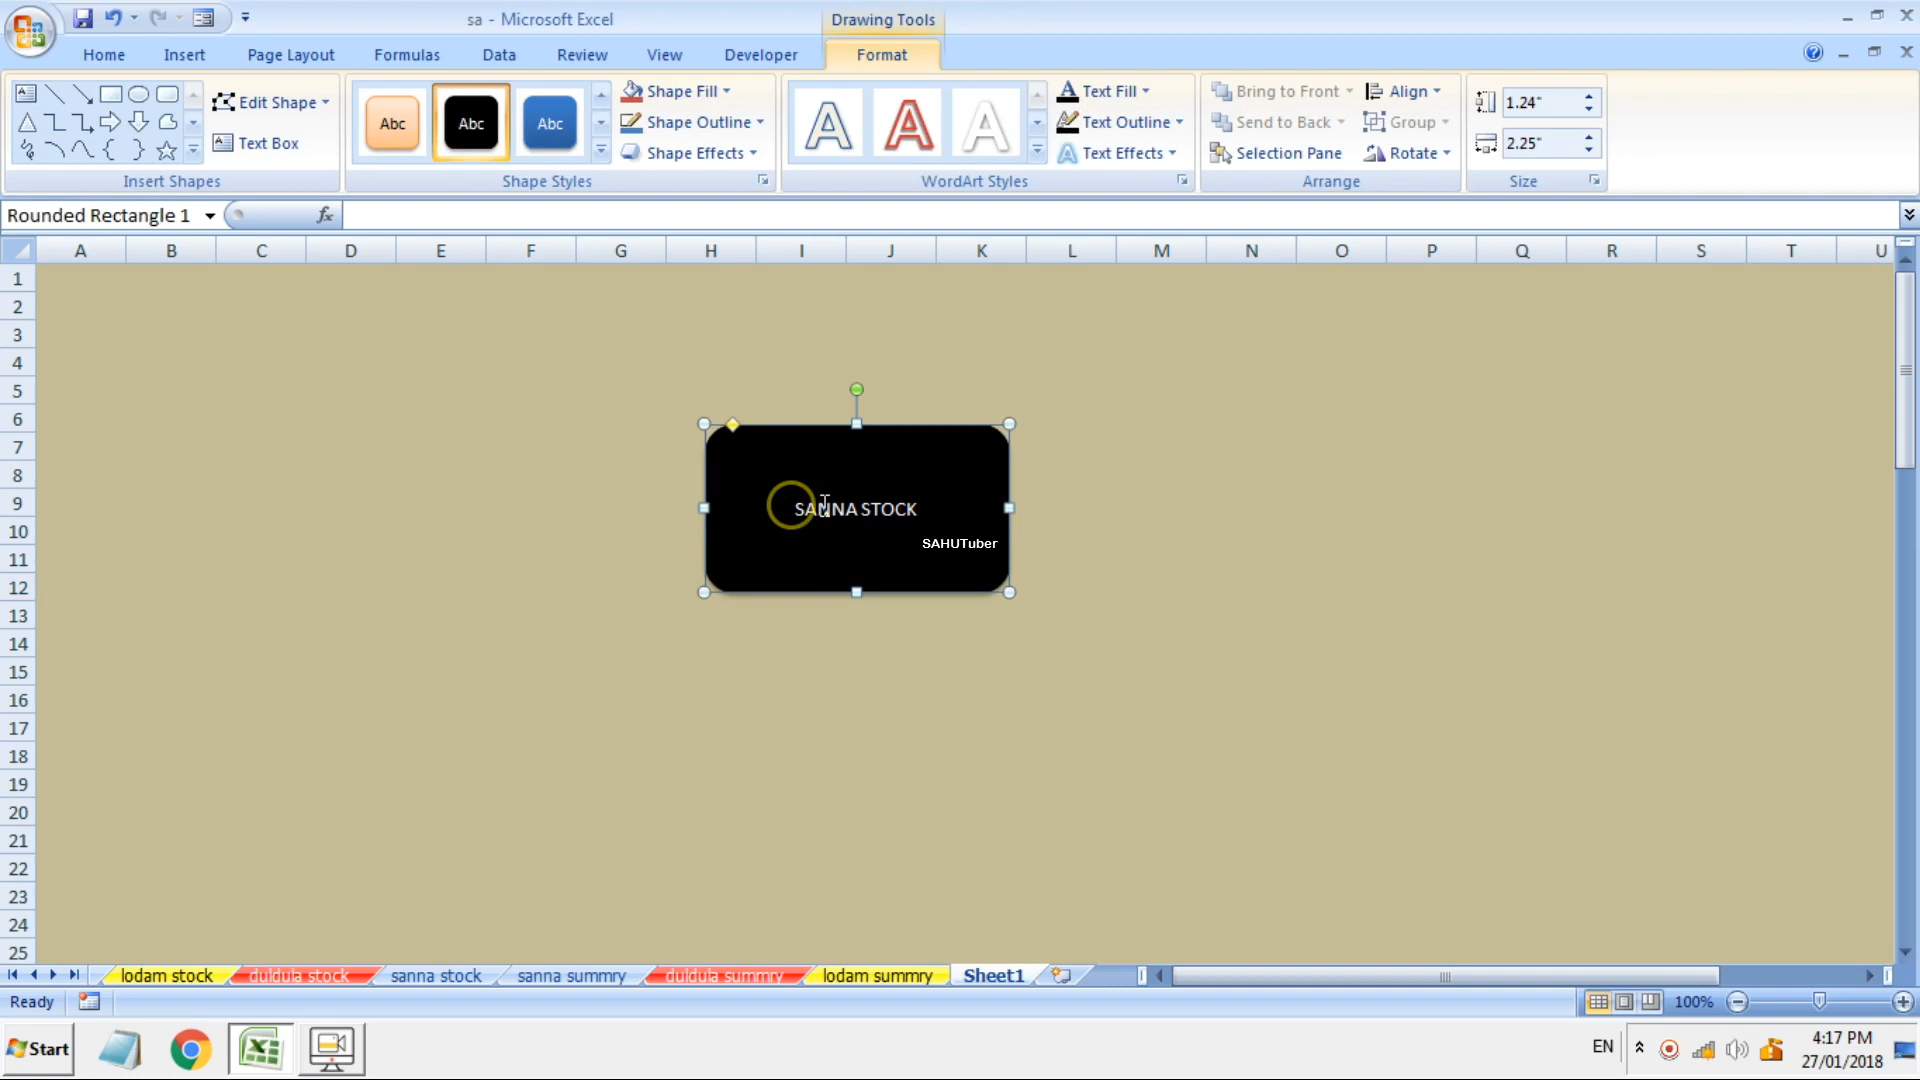 sa - Microsoft Excel
Drawing Tools
Home Insert Page Layout Formulas Data Review View Developer Format
Edit Shape
Text Box
Insert Shapes
Abc Abc Abc
Shape Fill
Shape Outline
Shape Effects
Shape Styles
A A A
Text Fill
Text Outline
Text Effects
WordArt Styles
Bring to Front
Send to Back
Selection Pane
Align
Group
Rotate
Arrange
1.24"
2.25"
Size
Rounded Rectangle 1
fx
A B C D E F G H I J K L M N O P Q R S T U
1
2
3
4
5
6
7
8
9
10
11
12
13
14
15
16
17
18
19
20
21
22
23
24
25
SANNA STOCK
SAHUTuber
lodam stock duldula stock sanna stock sanna summry duldula summry lodam summry Sheet1
Ready
100%
Start
EN
4:17 PM
27/01/2018